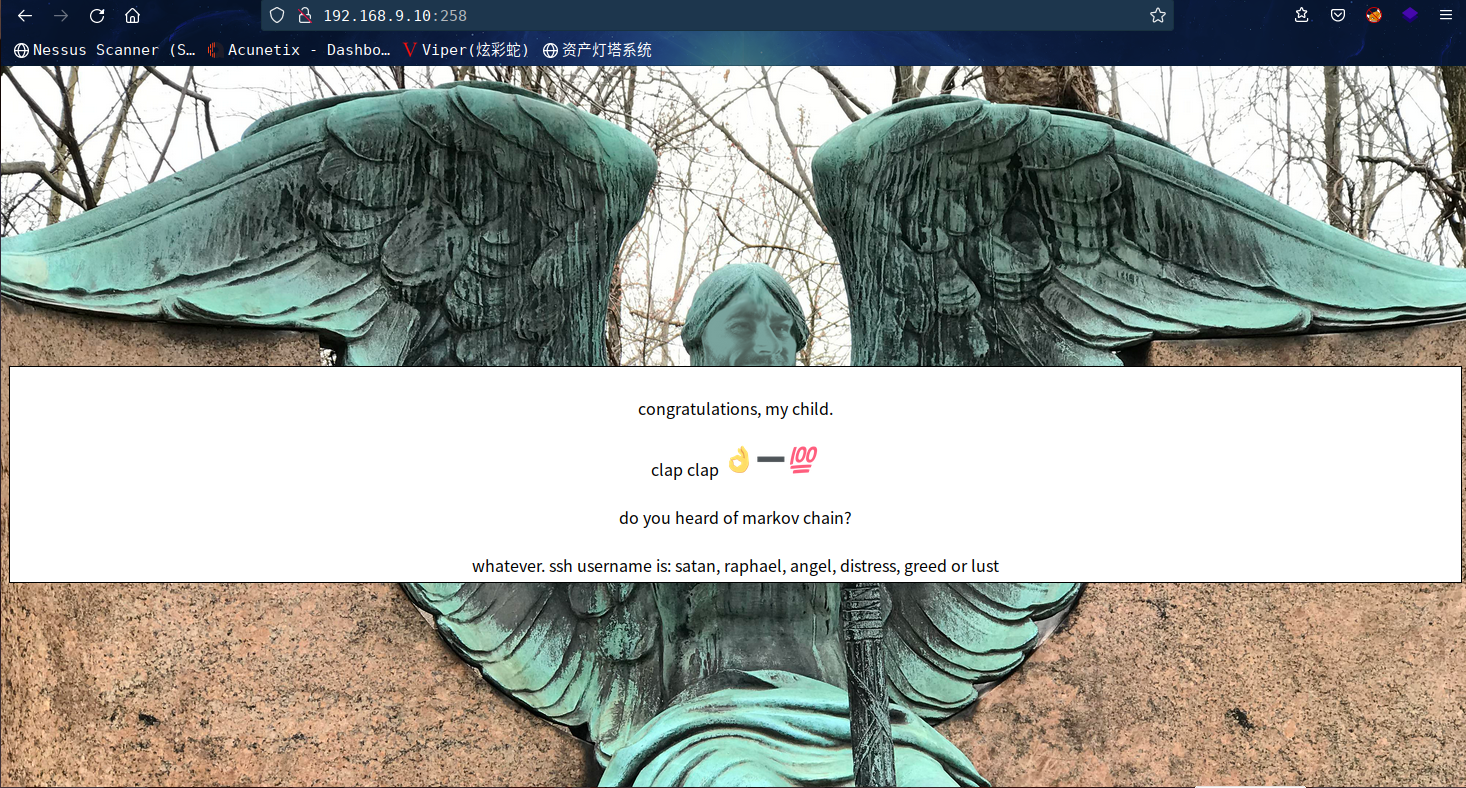 192.168.9.10:258
Nessus Scanner (S… Acunetix - Dashbo… Viper(炫彩蛇) 资产灯塔系统
congratulations, my child.
clap clap 👌➖💯
do you heard of markov chain?
whatever. ssh username is: satan, raphael, angel, distress, greed or lust